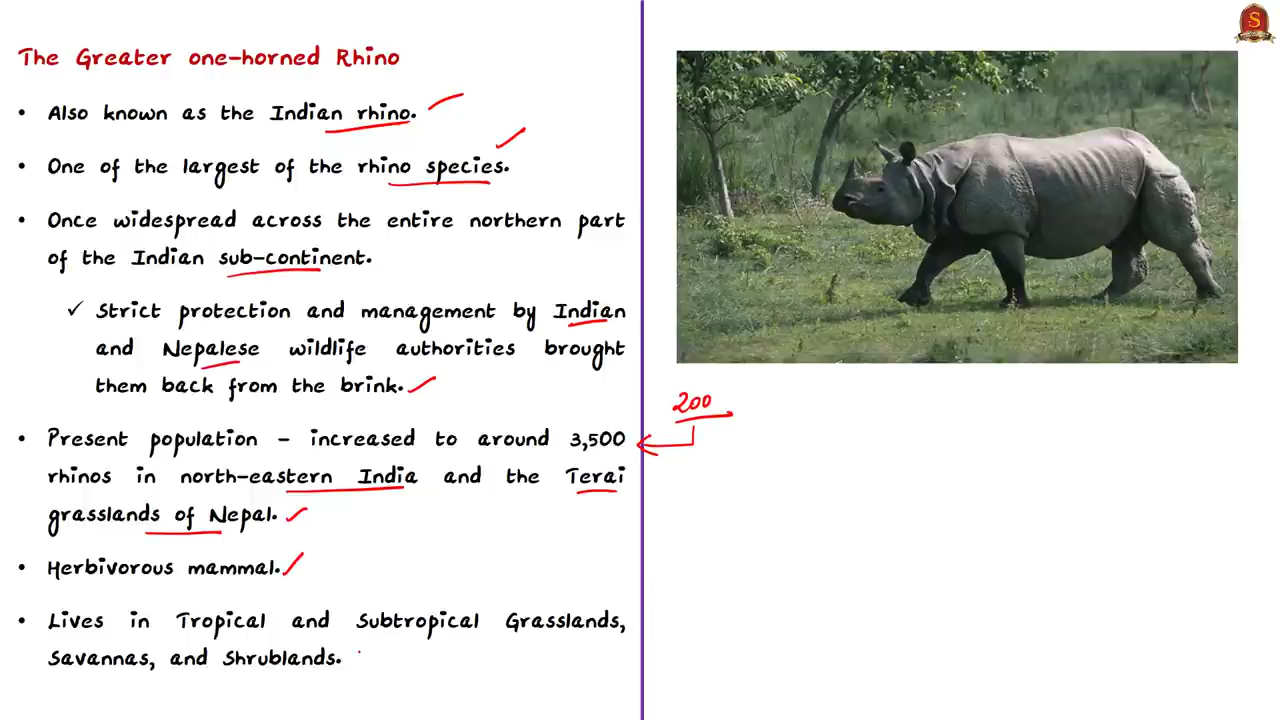 The Greater one-horned Rhino
• Also known as the Indian rhino.
• One of the largest of the rhino species.
• Once widespread across the entire northern part
of the Indian sub-continent.
✓ Strict protection and management by Indian
and Nepalese wildlife authorities brought
them back from the brink.
• Present population – increased to around 3,500
rhinos in north-eastern India and the Terai
grasslands of Nepal.
• Herbivorous mammal.
• Lives in Tropical and Subtropical Grasslands,
Savannas, and Shrublands.
S
200